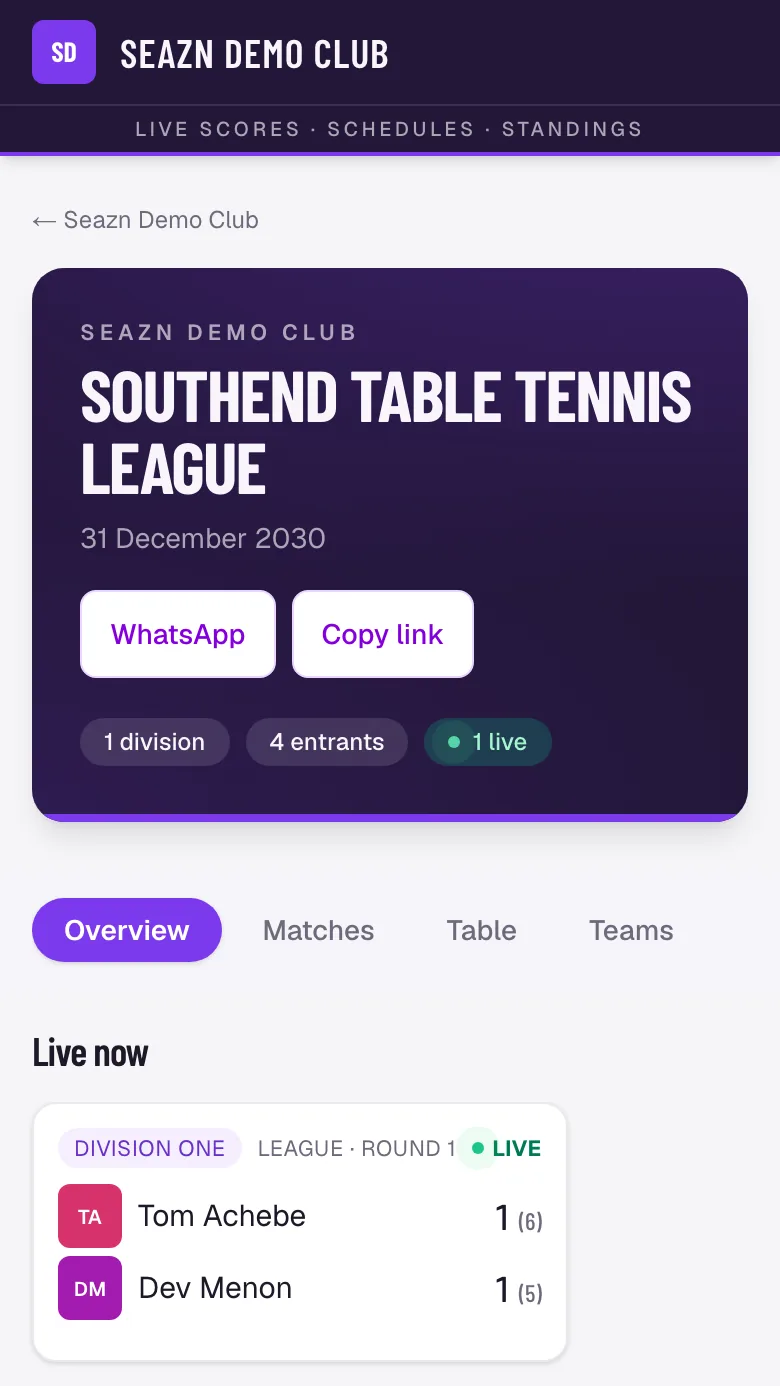 SD SEAZN DEMO CLUB
LIVE SCORES · SCHEDULES · STANDINGS
← Seazn Demo Club
SEAZN DEMO CLUB
SOUTHEND TABLE TENNIS
LEAGUE
31 December 2030
WhatsApp Copy link
1 division 4 entrants 1 live
Overview Matches Table Teams
Live now
DIVISION ONE LEAGUE · ROUND 1 LIVE
TA Tom Achebe 1 (6)
DM Dev Menon 1 (5)